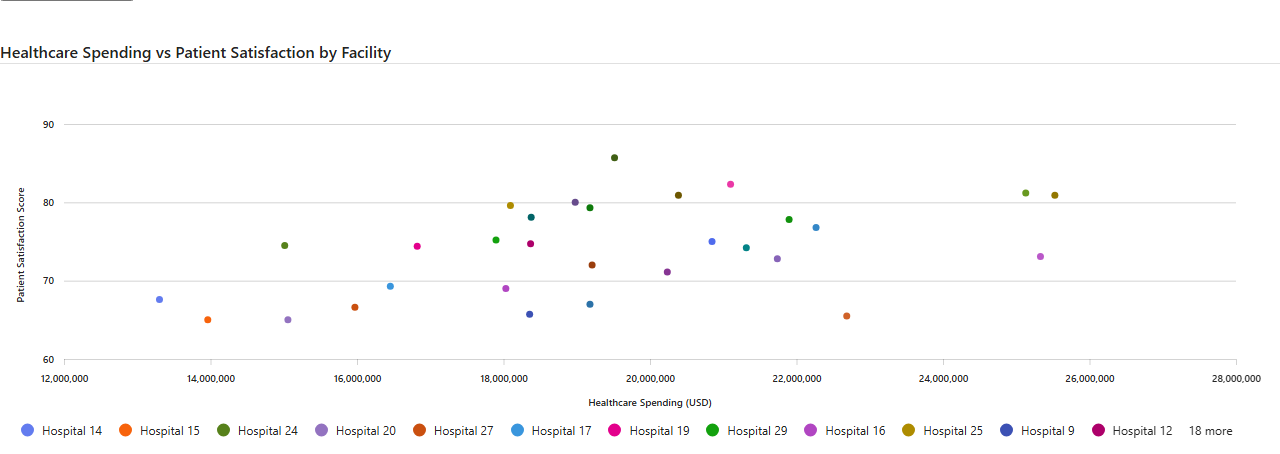 Healthcare Spending vs Patient Satisfaction by Facility
90
80
70
60
Patient Satisfaction Score
12,000,000 14,000,000 16,000,000 18,000,000 20,000,000 22,000,000 24,000,000 26,000,000 28,000,000
Healthcare Spending (USD)
Hospital 14 Hospital 15 Hospital 24 Hospital 20 Hospital 27 Hospital 17 Hospital 19 Hospital 29 Hospital 16 Hospital 25 Hospital 9 Hospital 12 18 more